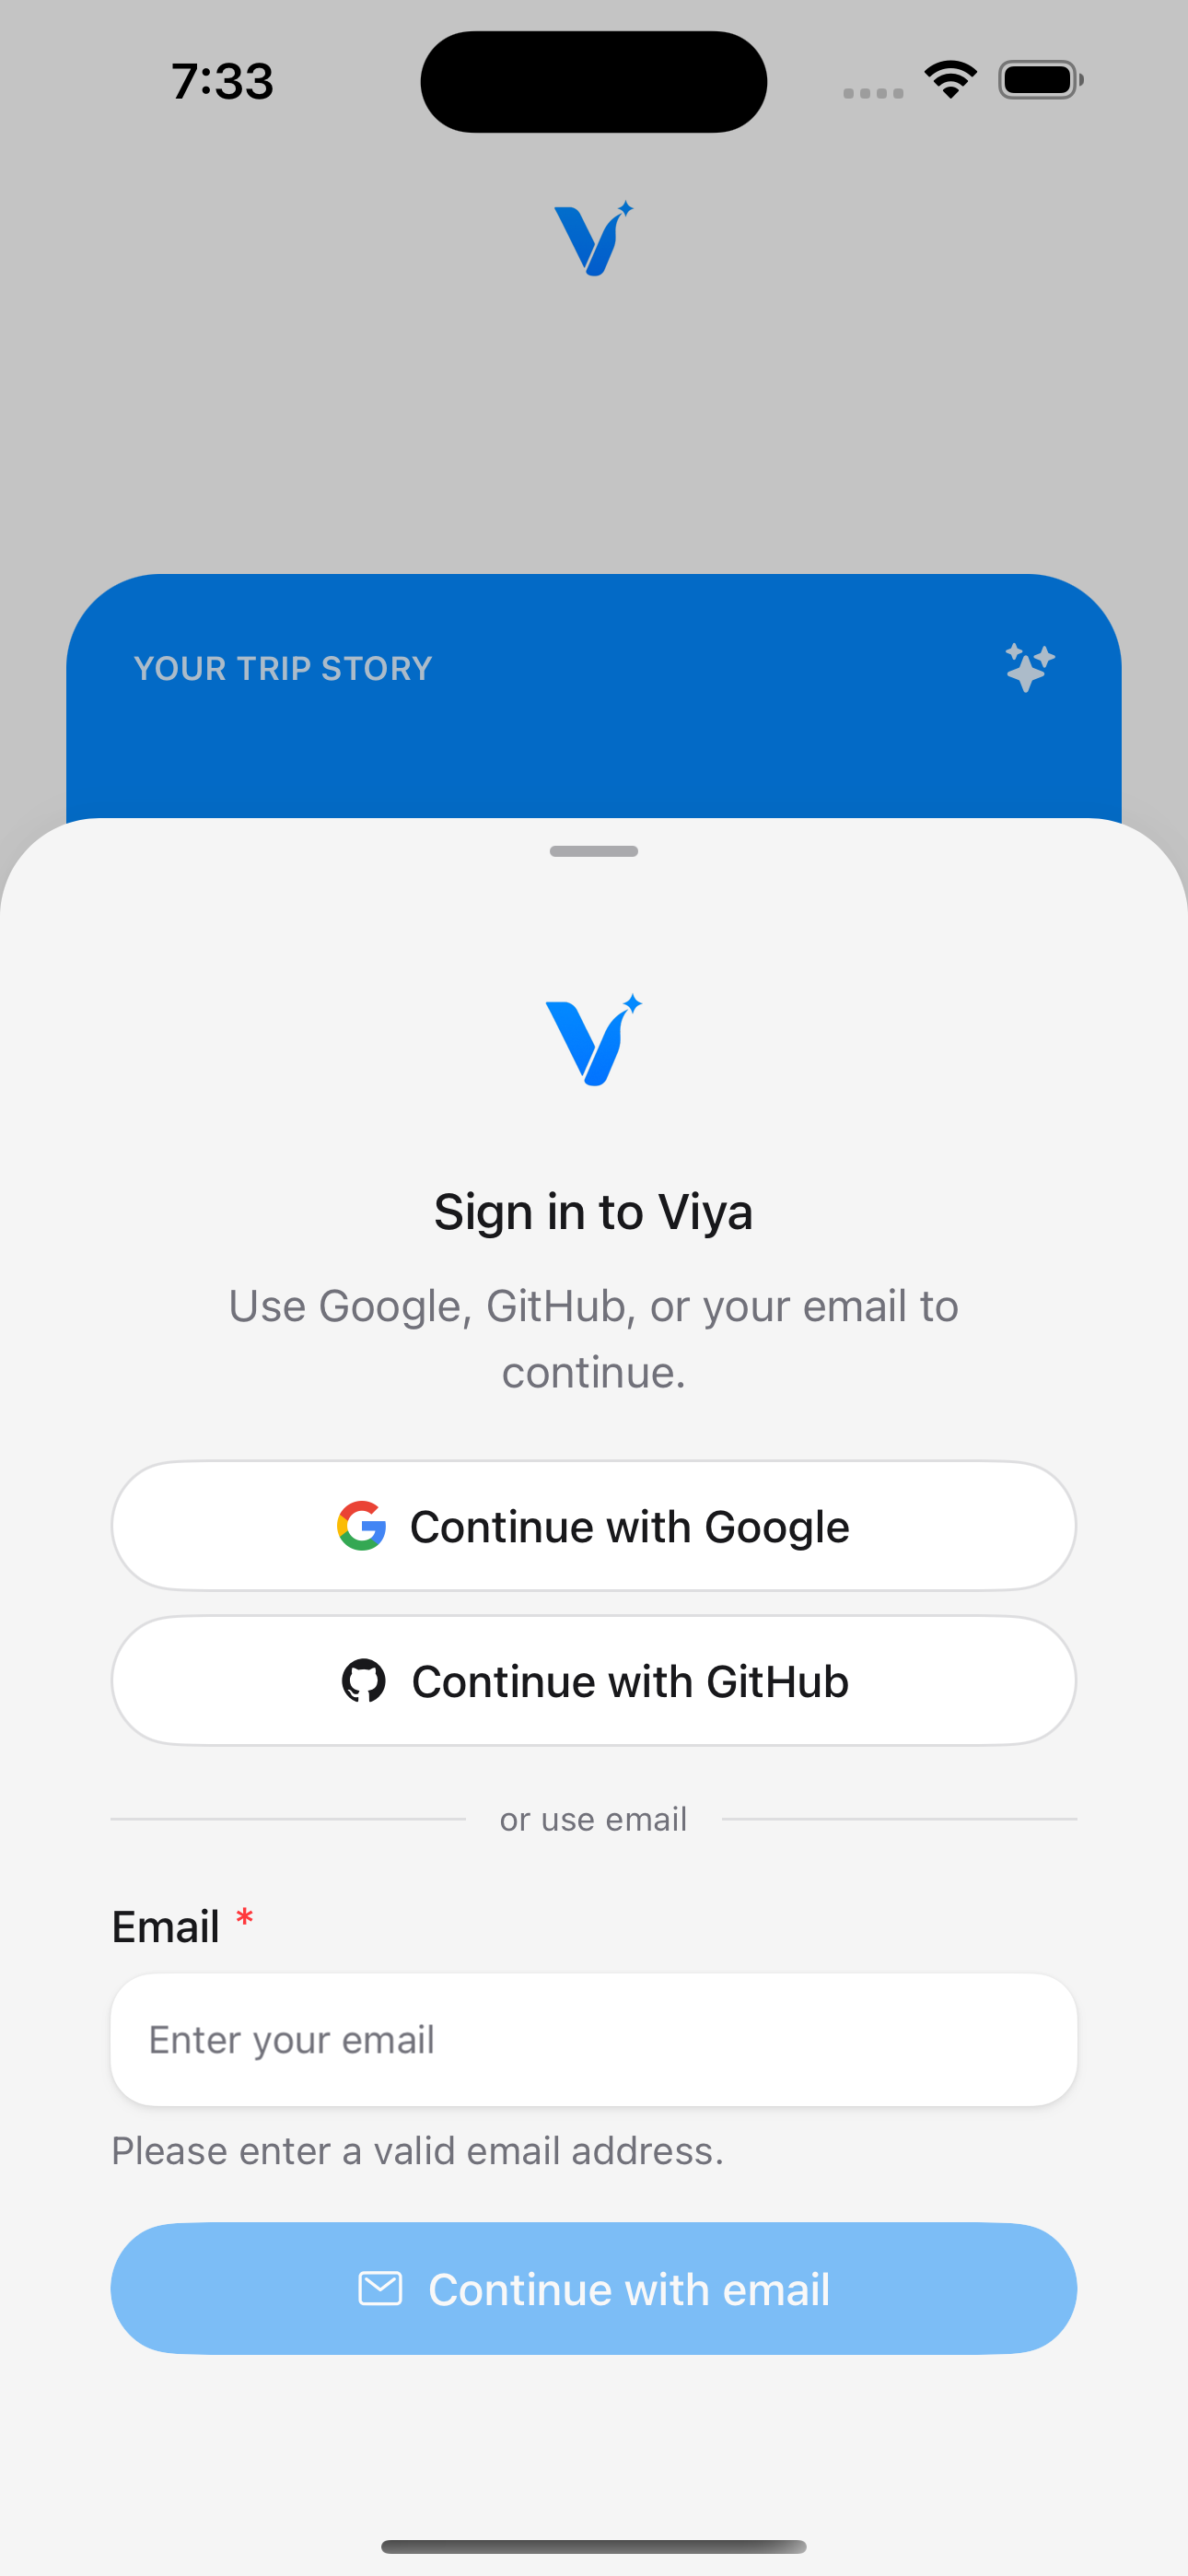 7:33
YOUR TRIP STORY
Sign in to Viya
Use Google, GitHub, or your email to
continue.
Continue with Google
Continue with GitHub
or use email
Email *
Enter your email
Please enter a valid email address.
Continue with email